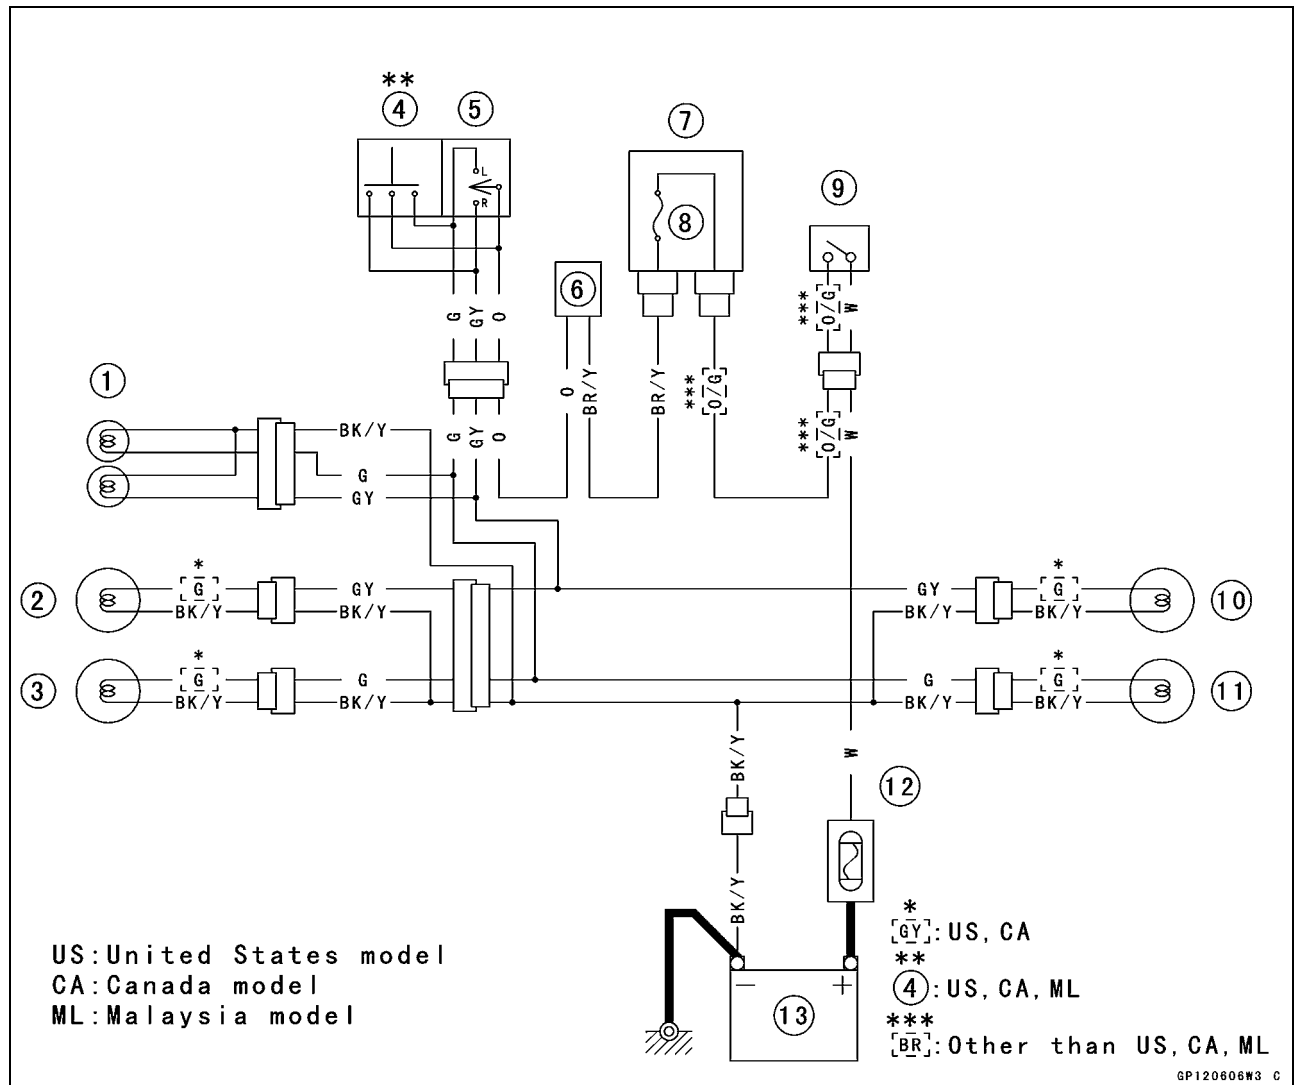 **
4
5
7
9
L
R
8
6
*** O/G W
G GY O
1
O
BR/Y
BR/Y
*** O/G
G GY O
*** O/G W
BK/Y
G
GY
*
*
2
G
GY
GY
G
10
BK/Y
BK/Y
BK/Y
BK/Y
*
*
3
G
G
G
G
11
BK/Y
BK/Y
BK/Y
BK/Y
BK/Y
W
12
BK/Y
*
GY:US,CA
**
US:United States model
CA:Canada model
4:US,CA,ML
ML:Malaysia model
−
+
13
***
BR:Other than US,CA,ML
GP120606W3 C